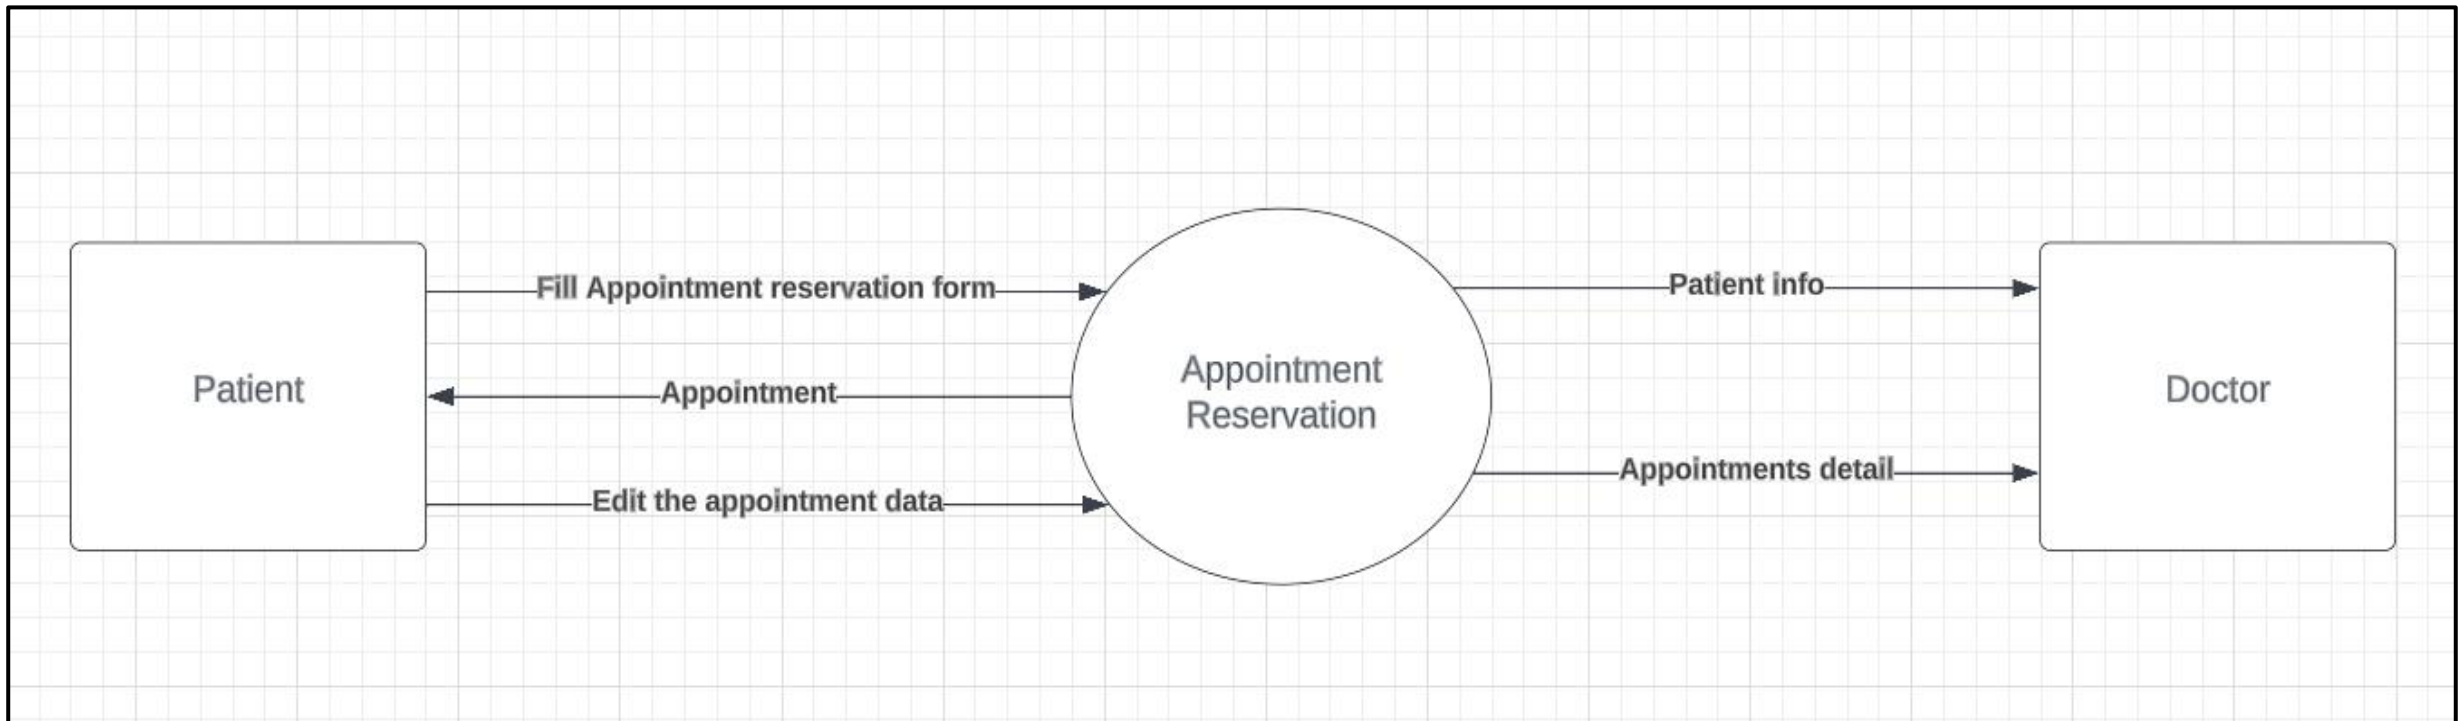 Fill Appointment reservation form
Patient info
Patient
Appointment
Appointment
Reservation
Doctor
Edit the appointment data
Appointments detail